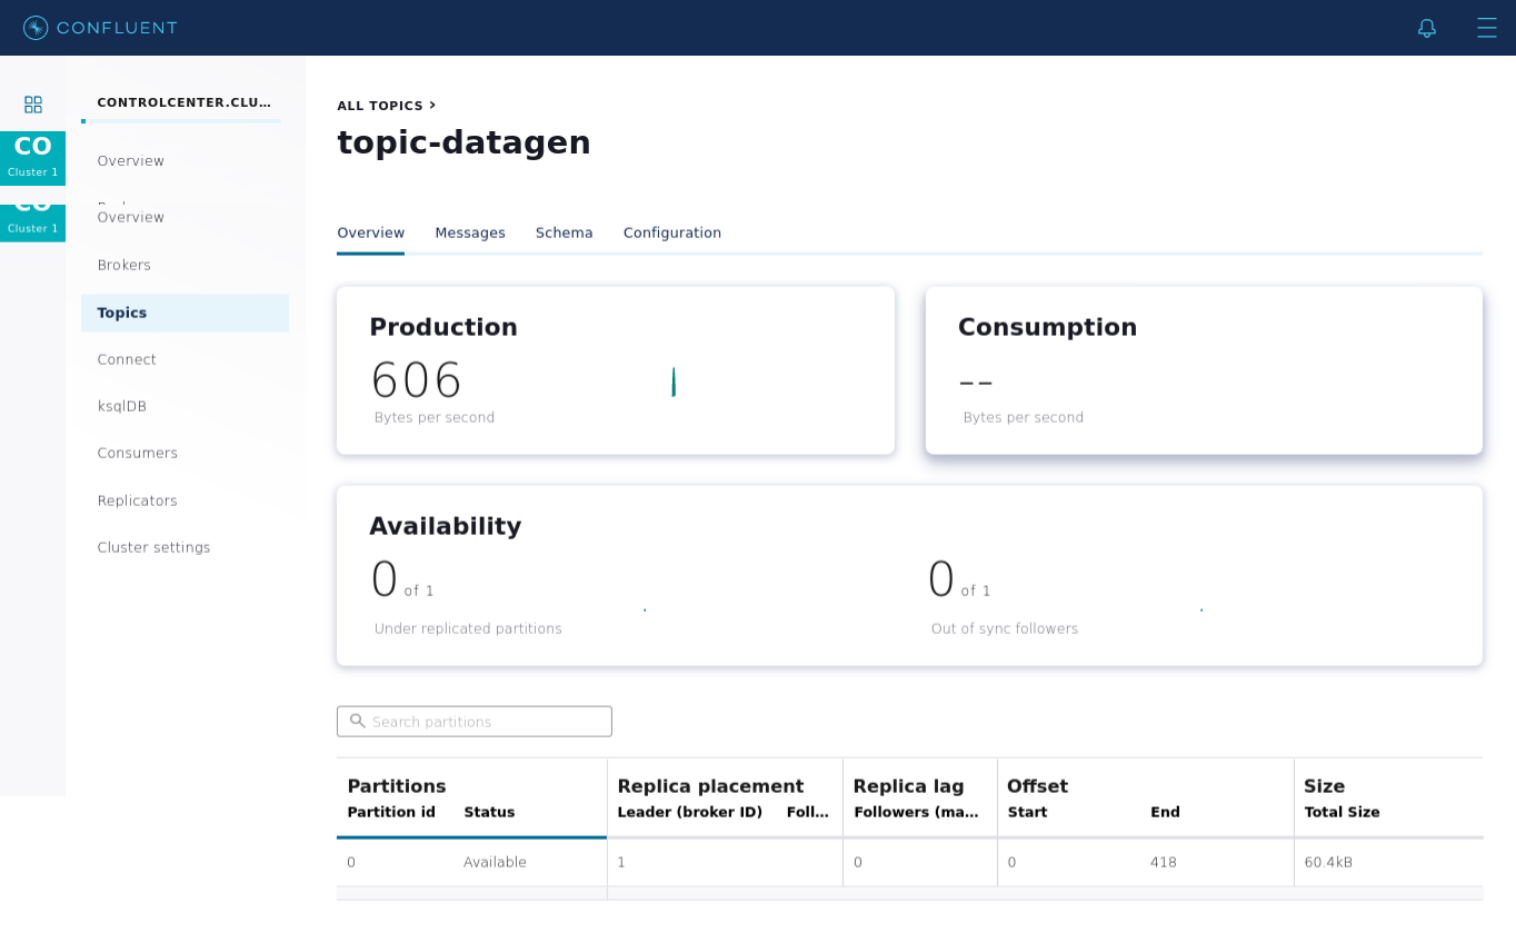 CONFLUENT
CONTROLCENTER.CLU...
CO
Cluster 1
Overview
CO
Cluster 1
Overview
Brokers
Topics
Connect
ksqlDB
Consumers
Replicators
Cluster settings
ALL TOPICS >
topic-datagen
Overview Messages Schema Configuration
Production
606
Bytes per second
Consumption
--
Bytes per second
Availability
0 of 1
Under replicated partitions
0 of 1
Out of sync followers
Search partitions
Partitions Replica placement Replica lag Offset Size
Partition id Status Leader (broker ID) Foll... Followers (ma... Start End Total Size
0 Available 1 0 0 418 60.4kB